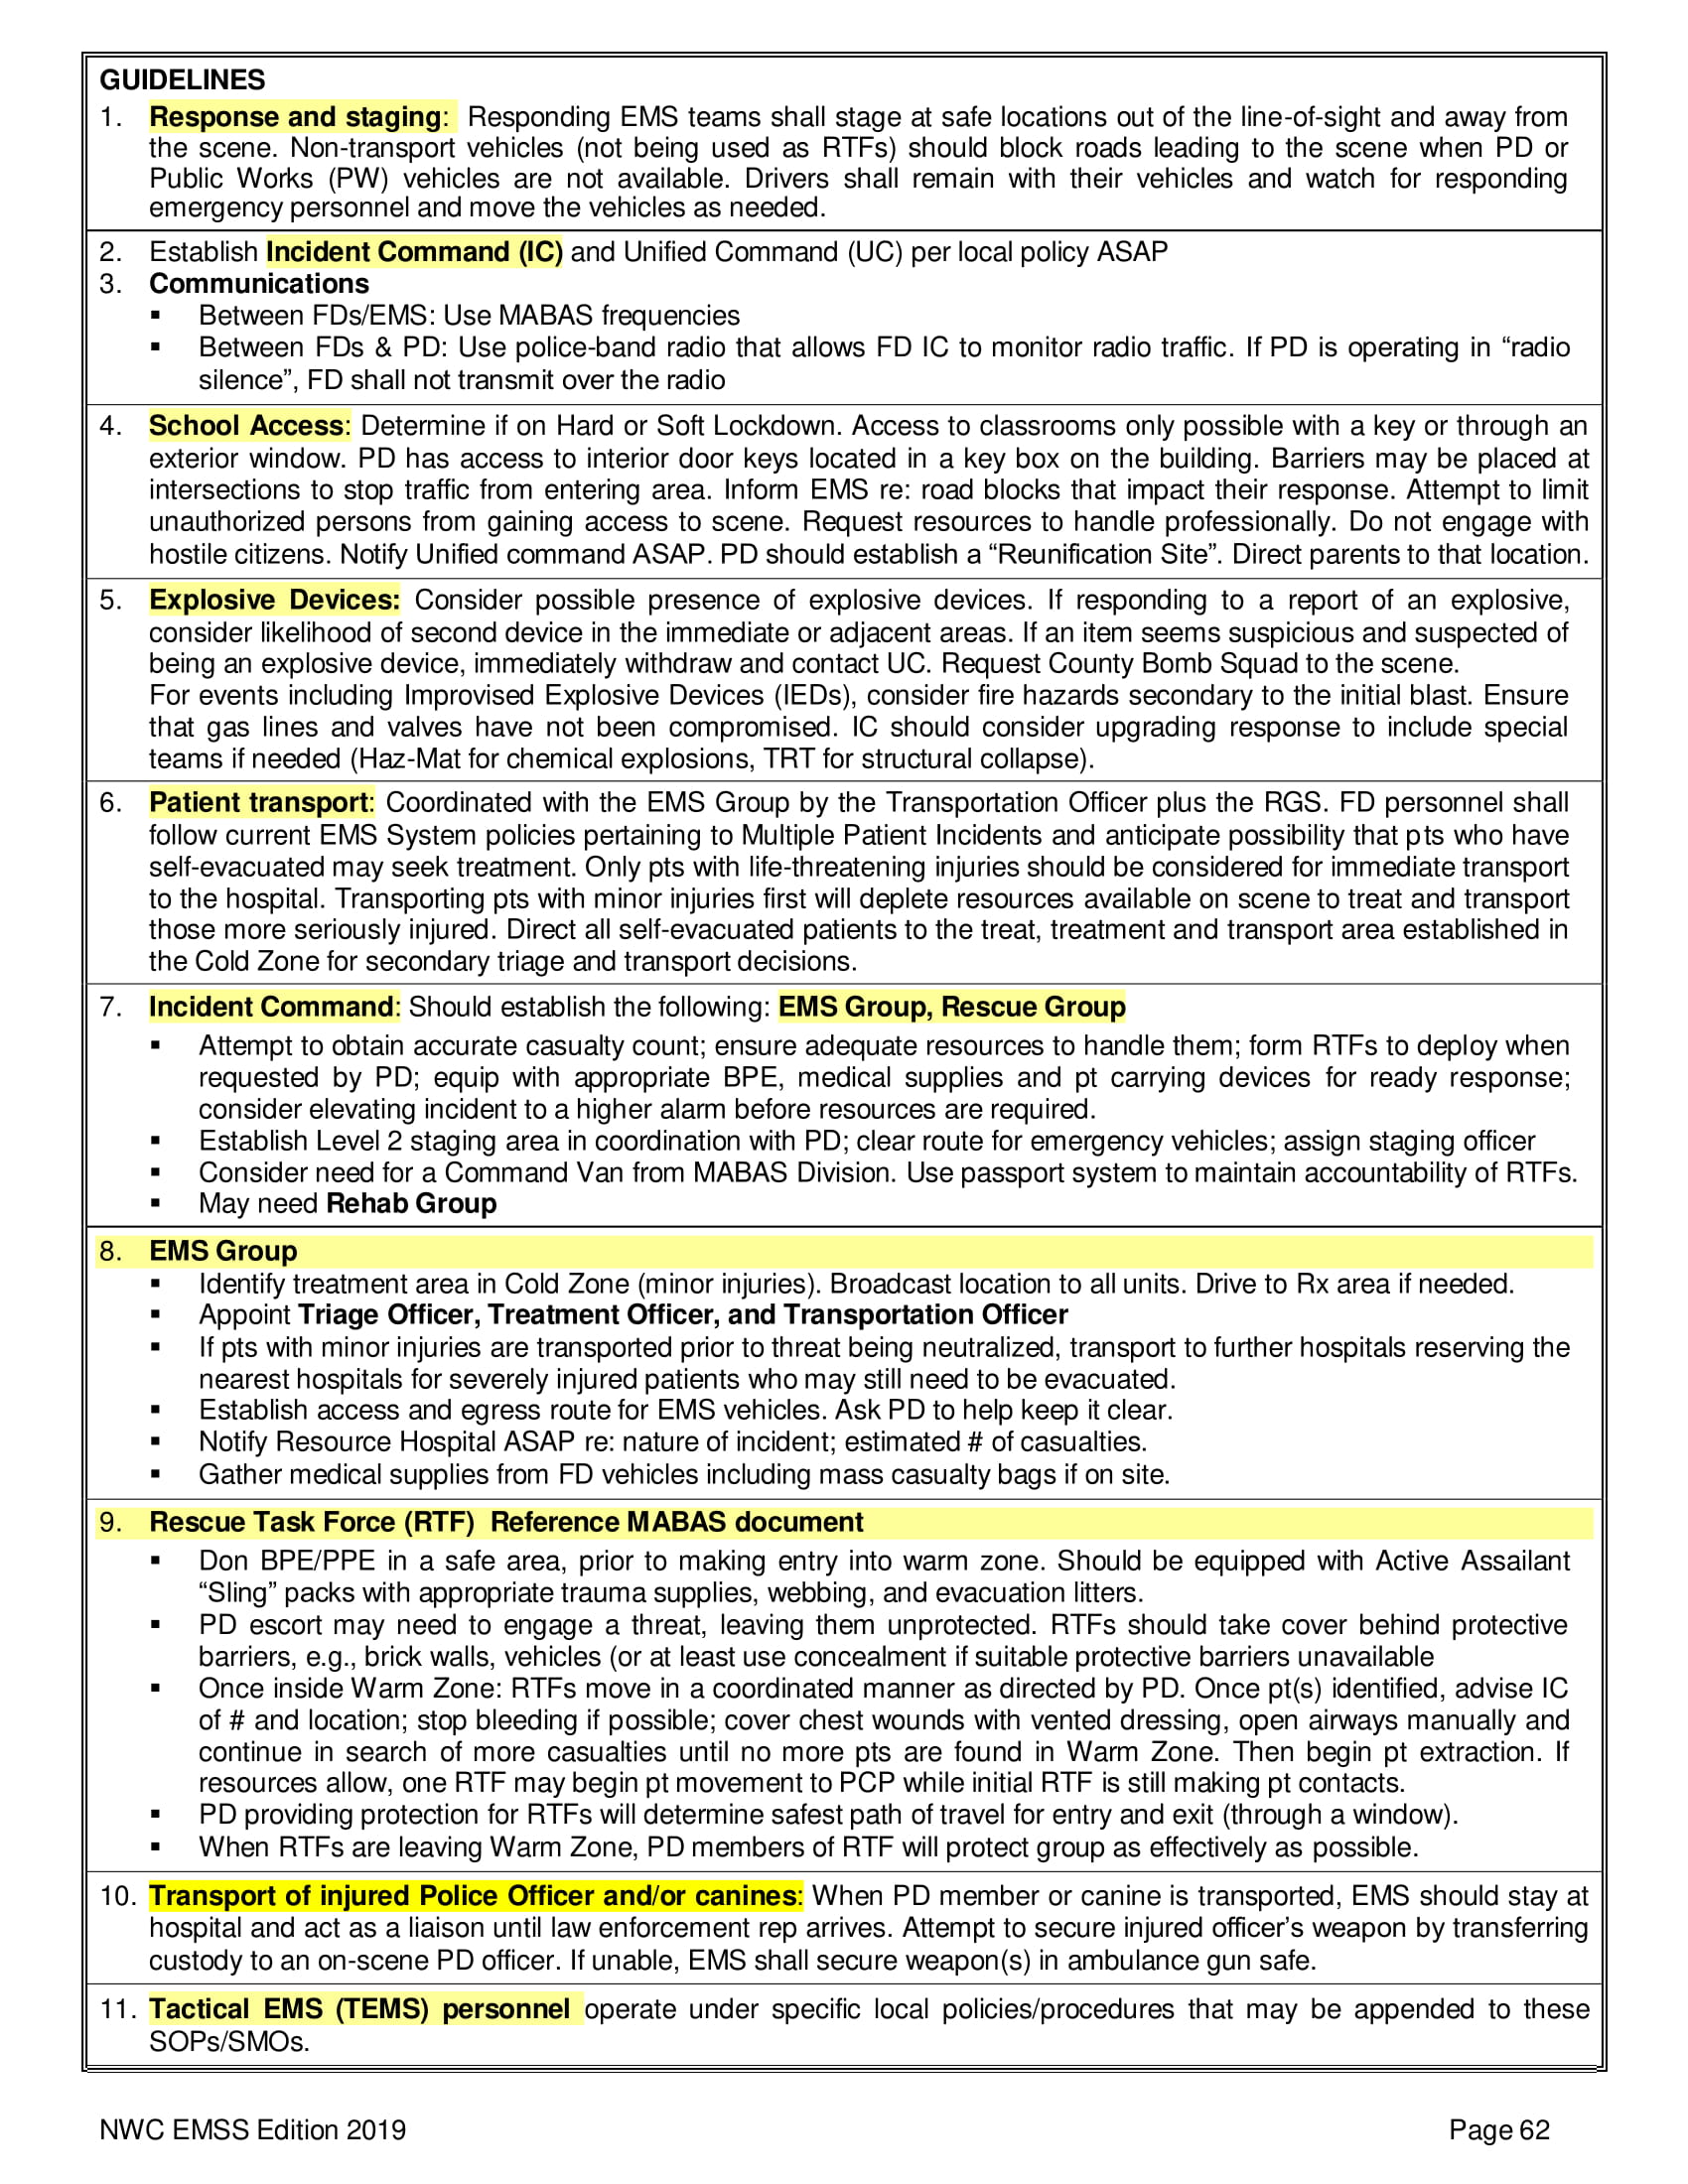 GUIDELINES
1. Response and staging: Responding EMS teams shall stage at safe locations out of the line-of-sight and away from
the scene. Non-transport vehicles (not being used as RTFs) should block roads leading to the scene when PD or
Public Works (PW) vehicles are not available. Drivers shall remain with their vehicles and watch for responding
emergency personnel and move the vehicles as needed.
2. Establish Incident Command (IC) and Unified Command (UC) per local policy ASAP
3. Communications
▪ Between FDs/EMS: Use MABAS frequencies
▪ Between FDs & PD: Use police-band radio that allows FD IC to monitor radio traffic. If PD is operating in “radio
silence”, FD shall not transmit over the radio
4. School Access: Determine if on Hard or Soft Lockdown. Access to classrooms only possible with a key or through an
exterior window. PD has access to interior door keys located in a key box on the building. Barriers may be placed at
intersections to stop traffic from entering area. Inform EMS re: road blocks that impact their response. Attempt to limit
unauthorized persons from gaining access to scene. Request resources to handle professionally. Do not engage with
hostile citizens. Notify Unified command ASAP. PD should establish a “Reunification Site”. Direct parents to that location.
5. Explosive Devices: Consider possible presence of explosive devices. If responding to a report of an explosive,
consider likelihood of second device in the immediate or adjacent areas. If an item seems suspicious and suspected of
being an explosive device, immediately withdraw and contact UC. Request County Bomb Squad to the scene.
For events including Improvised Explosive Devices (IEDs), consider fire hazards secondary to the initial blast. Ensure
that gas lines and valves have not been compromised. IC should consider upgrading response to include special
teams if needed (Haz-Mat for chemical explosions, TRT for structural collapse).
6. Patient transport: Coordinated with the EMS Group by the Transportation Officer plus the RGS. FD personnel shall
follow current EMS System policies pertaining to Multiple Patient Incidents and anticipate possibility that pts who have
self-evacuated may seek treatment. Only pts with life-threatening injuries should be considered for immediate transport
to the hospital. Transporting pts with minor injuries first will deplete resources available on scene to treat and transport
those more seriously injured. Direct all self-evacuated patients to the treat, treatment and transport area established in
the Cold Zone for secondary triage and transport decisions.
7. Incident Command: Should establish the following: EMS Group, Rescue Group
▪ Attempt to obtain accurate casualty count; ensure adequate resources to handle them; form RTFs to deploy when
requested by PD; equip with appropriate BPE, medical supplies and pt carrying devices for ready response;
consider elevating incident to a higher alarm before resources are required.
▪ Establish Level 2 staging area in coordination with PD; clear route for emergency vehicles; assign staging officer
▪ Consider need for a Command Van from MABAS Division. Use passport system to maintain accountability of RTFs.
▪ May need Rehab Group
8. EMS Group
▪ Identify treatment area in Cold Zone (minor injuries). Broadcast location to all units. Drive to Rx area if needed.
▪ Appoint Triage Officer, Treatment Officer, and Transportation Officer
▪ If pts with minor injuries are transported prior to threat being neutralized, transport to further hospitals reserving the
nearest hospitals for severely injured patients who may still need to be evacuated.
▪ Establish access and egress route for EMS vehicles. Ask PD to help keep it clear.
▪ Notify Resource Hospital ASAP re: nature of incident; estimated # of casualties.
▪ Gather medical supplies from FD vehicles including mass casualty bags if on site.
9. Rescue Task Force (RTF) Reference MABAS document
▪ Don BPE/PPE in a safe area, prior to making entry into warm zone. Should be equipped with Active Assailant
“Sling” packs with appropriate trauma supplies, webbing, and evacuation litters.
▪ PD escort may need to engage a threat, leaving them unprotected. RTFs should take cover behind protective
barriers, e.g., brick walls, vehicles (or at least use concealment if suitable protective barriers unavailable
▪ Once inside Warm Zone: RTFs move in a coordinated manner as directed by PD. Once pt(s) identified, advise IC
of # and location; stop bleeding if possible; cover chest wounds with vented dressing, open airways manually and
continue in search of more casualties until no more pts are found in Warm Zone. Then begin pt extraction. If
resources allow, one RTF may begin pt movement to PCP while initial RTF is still making pt contacts.
▪ PD providing protection for RTFs will determine safest path of travel for entry and exit (through a window).
▪ When RTFs are leaving Warm Zone, PD members of RTF will protect group as effectively as possible.
10. Transport of injured Police Officer and/or canines: When PD member or canine is transported, EMS should stay at
hospital and act as a liaison until law enforcement rep arrives. Attempt to secure injured officer’s weapon by transferring
custody to an on-scene PD officer. If unable, EMS shall secure weapon(s) in ambulance gun safe.
11. Tactical EMS (TEMS) personnel operate under specific local policies/procedures that may be appended to these
SOPs/SMOs.
NWC EMSS Edition 2019 Page 62